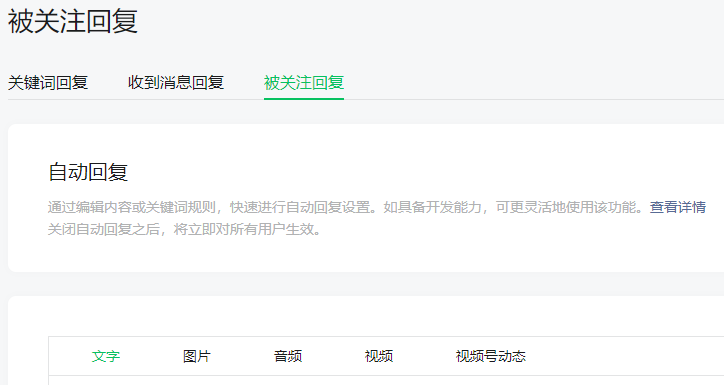 被关注回复
关键词回复 收到消息回复 被关注回复
自动回复
通过编辑内容或关键词规则，快速进行自动回复设置。如具备开发能力，可更灵活地使用该功能。查看详情
关闭自动回复之后，将立即对所有用户生效。
文字 图片 音频 视频 视频号动态